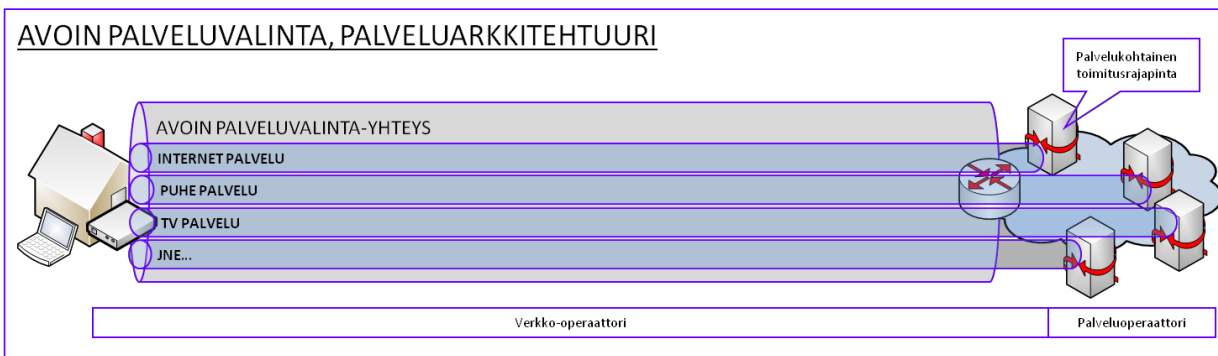 AVOIN PALVELUVALINTA, PALVELUARKKITEHTUURI
Palvelukohtainen
toimitusrajapinta
AVOIN PALVELUVALINTA-YHTEYS
INTERNET PALVELU
PUHE PALVELU
TV PALVELU
JNE...
Verkko-operaattori
Palveluoperaattori